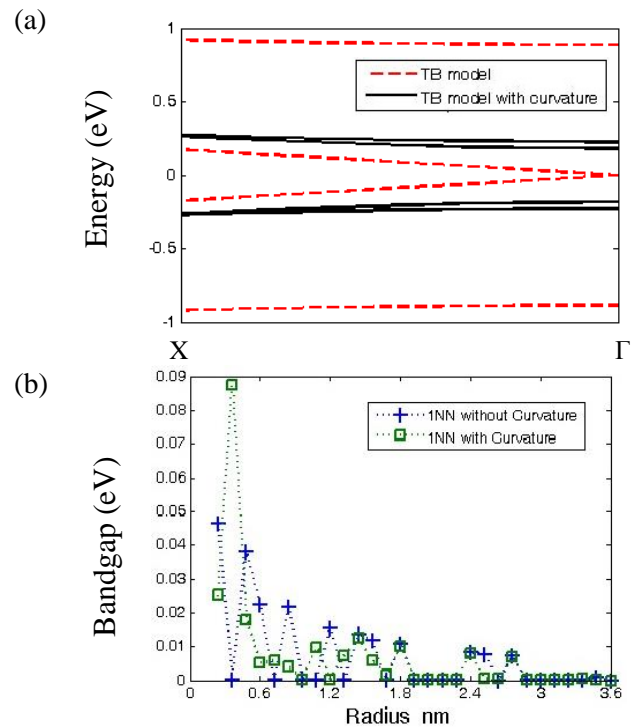 (a)
1
0.5
0
-0.5
-1
Energy (eV)
TB model
TB model with curvature
X
Γ
(b)
0.09
0.08
0.07
0.06
0.05
0.04
0.03
0.02
0.01
0
Bandgap (eV)
1NN without Curvature
1NN with Curvature
0 0.6 1.2 1.8 2.4 3 3.6
Radius nm